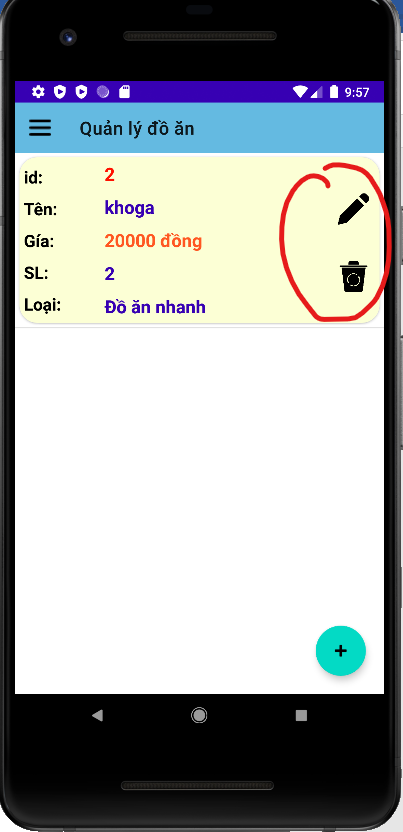 9:57
Quản lý đồ ăn
id: 2
Tên: khoga
Gía: 20000 đồng
SL: 2
Loại: Đồ ăn nhanh
+